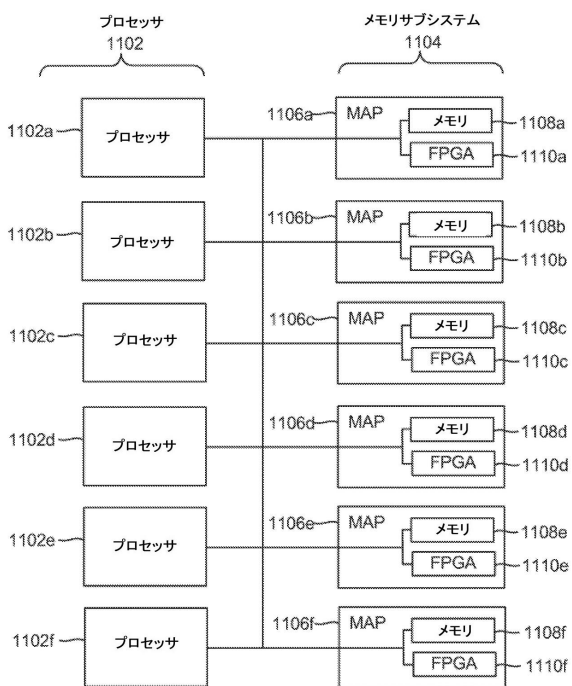 プロセッサ
1102
メモリサブシステム
1104
1102a
プロセッサ
1106a
MAP
メモリ
1108a
FPGA
1110a
1102b
プロセッサ
1106b
MAP
メモリ
1108b
FPGA
1110b
1102c
プロセッサ
1106c
MAP
メモリ
1108c
FPGA
1110c
1102d
プロセッサ
1106d
MAP
メモリ
1108d
FPGA
1110d
1102e
プロセッサ
1106e
MAP
メモリ
1108e
FPGA
1110e
1102f
プロセッサ
1106f
MAP
メモリ
1108f
FPGA
1110f